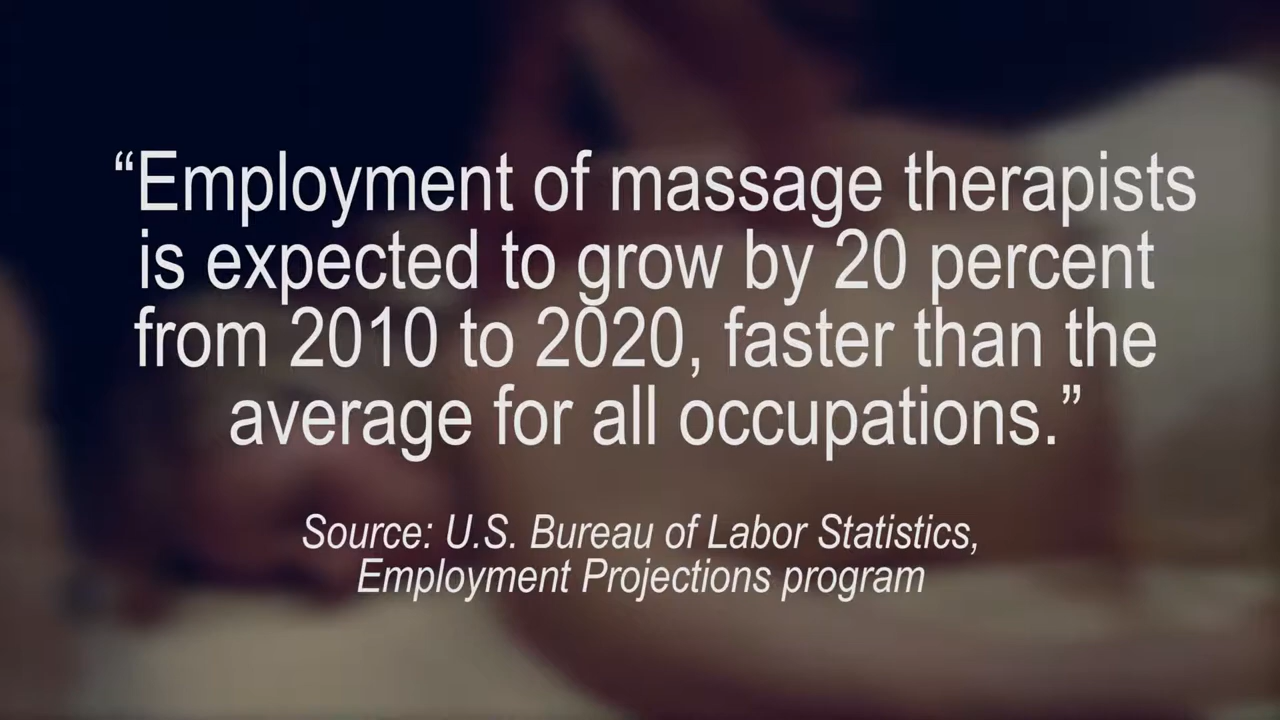 “Employment of massage therapists
is expected to grow by 20 percent
from 2010 to 2020, faster than the
average for all occupations.”
Source: U.S. Bureau of Labor Statistics,
Employment Projections program